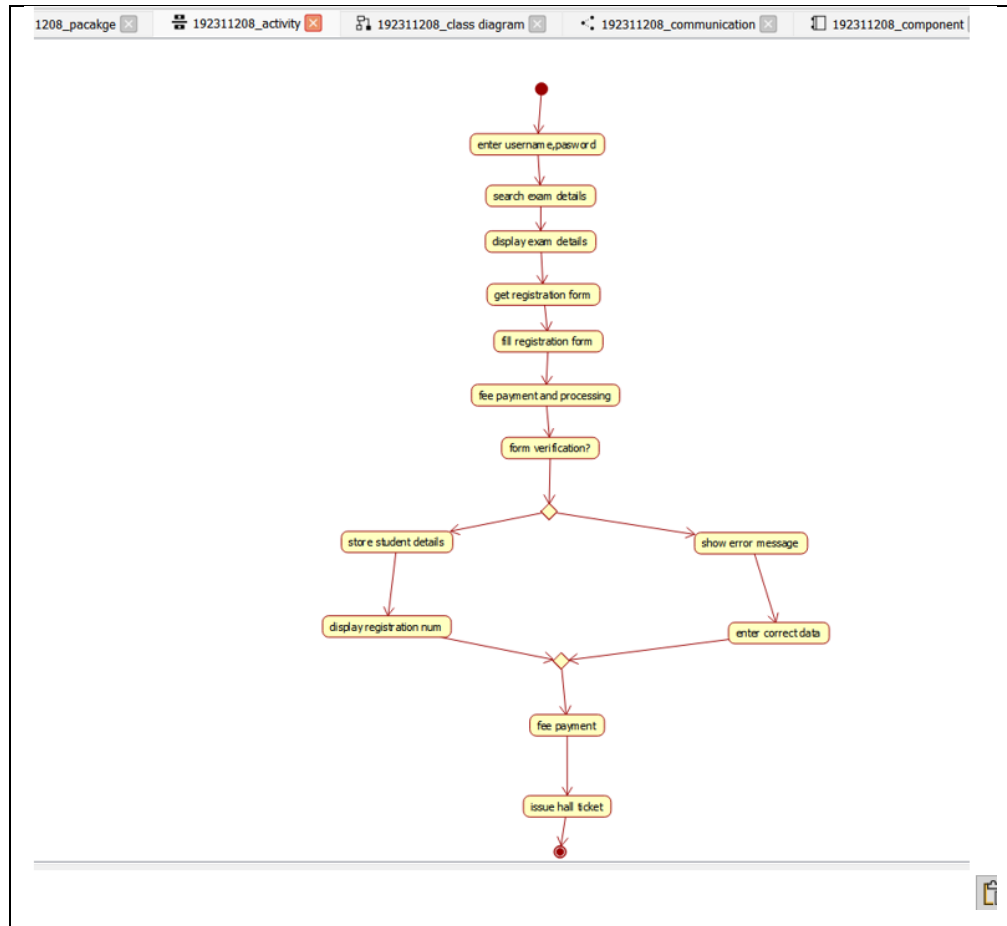 1208_pacakge
192311208_activity
192311208_class diagram
192311208_communication
192311208_component
enter username,pasword
search exam details
display exam details
get registration form
fill registration form
fee payment and processing
form verification?
store student details
show error message
display registration num
enter correct data
fee payment
issue hall ticket